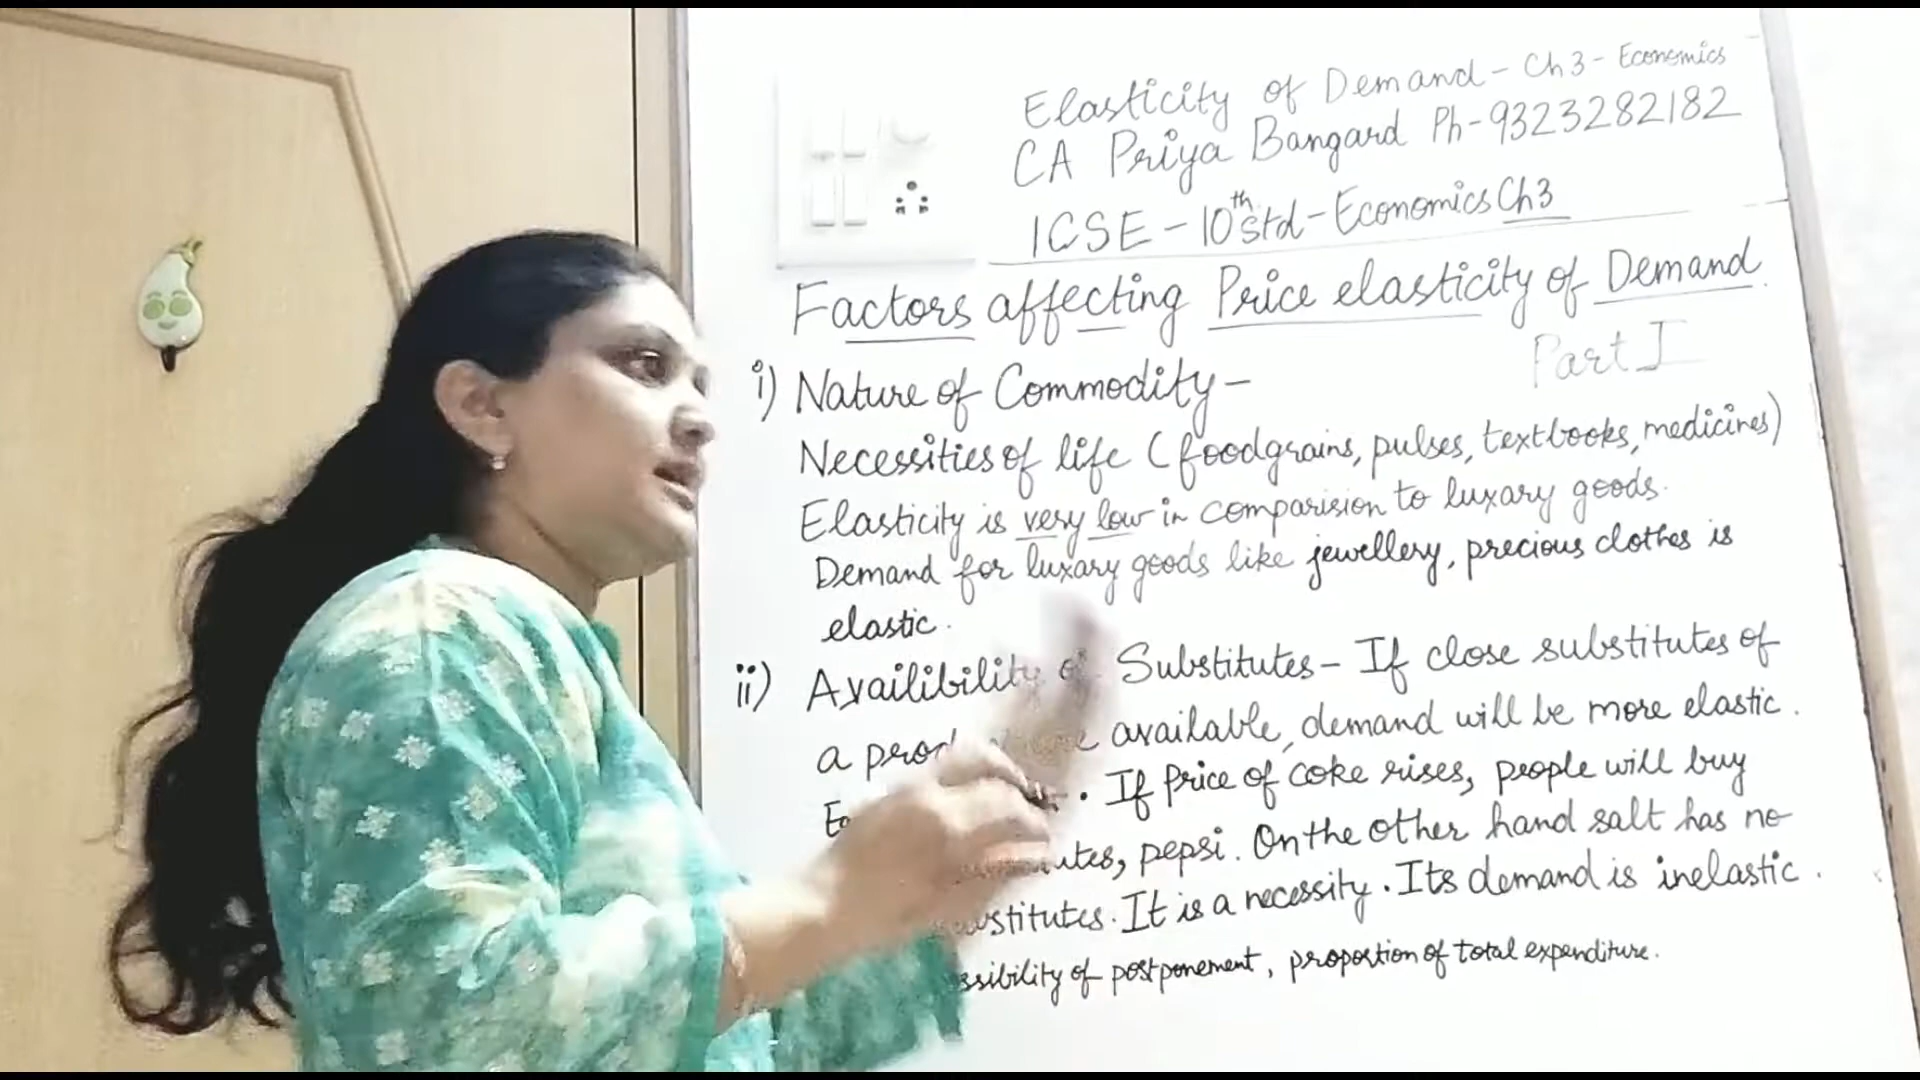 Elasticity of Demand - Ch3 - Economics
CA Priya Bangard Ph-9323282182
ICSE - 10th std - Economics Ch3
Factors affecting Price elasticity of Demand.
Part I
i) Nature of Commodity -
Necessities of life (foodgrains, pulses, textbooks, medicines)
Elasticity is very low in comparision to luxary goods.
Demand for luxary goods like jewellery, precious clothes is
elastic.
ii) Availibility of Substitutes - If close substitutes of
a available, demand will be more elastic.
. If Price of coke rises, people will buy
pepsi. On the other hand salt has no
It is a necessity. Its demand is inelastic.
of postponement, proportion of total expenditure.